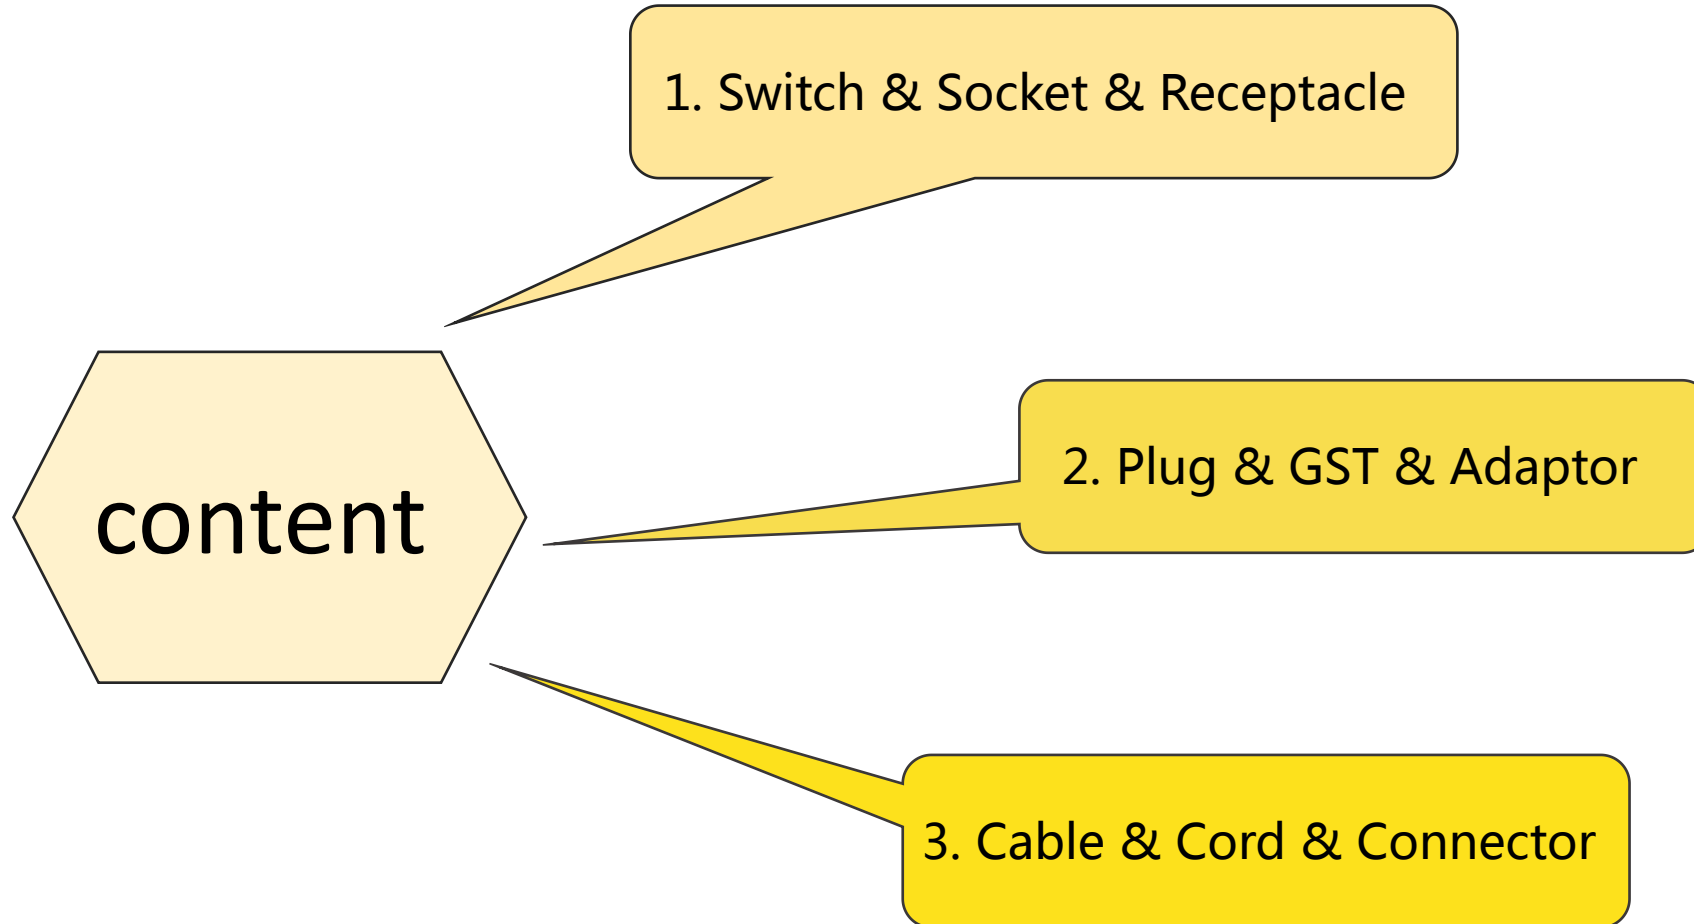 1. Switch & Socket & Receptacle
content
2. Plug & GST & Adaptor
3. Cable & Cord & Connector